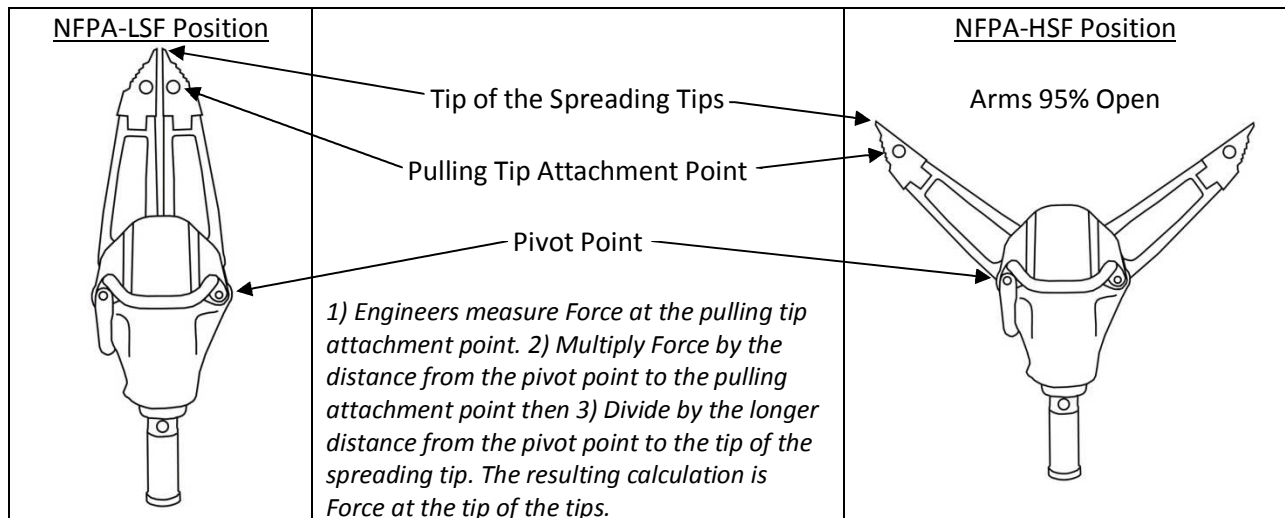 NFPA-LSF Position
Tip of the Spreading Tips
Pulling Tip Attachment Point
Pivot Point
1) Engineers measure Force at the pulling tip
attachment point. 2) Multiply Force by the
distance from the pivot point to the pulling
attachment point then 3) Divide by the longer
distance from the pivot point to the tip of the
spreading tip. The resulting calculation is
Force at the tip of the tips.
NFPA-HSF Position
Arms 95% Open